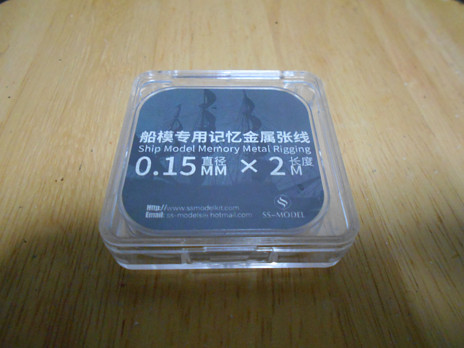 船模专用记忆金属张线
Ship Model Memory Metal Rigging
0.15 直径 MM × 2 长度 M
Http://www.ssmodelkit.com
Email: ss-modelkit@hotmail.com
SS-MODEL